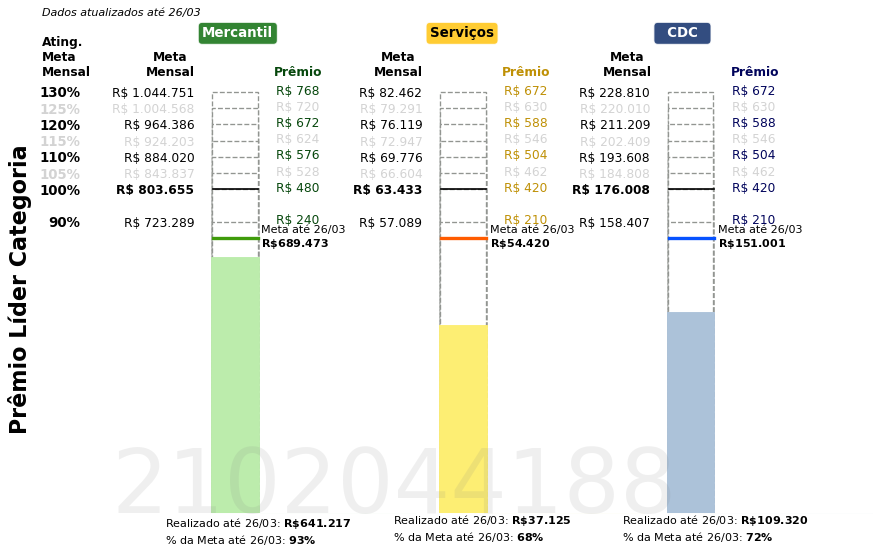 Dados atualizados até 26/03
Mercantil Serviços CDC
Ating. Meta Mensal
Meta Mensal Prêmio Meta Mensal Prêmio Meta Mensal Prêmio
130% R$ 1.044.751 R$ 768 R$ 82.462 R$ 672 R$ 228.810 R$ 672
125% R$ 1.004.568 R$ 720 R$ 79.291 R$ 630 R$ 220.010 R$ 630
120% R$ 964.386 R$ 672 R$ 76.119 R$ 588 R$ 211.209 R$ 588
115% R$ 924.203 R$ 624 R$ 72.947 R$ 546 R$ 202.409 R$ 546
110% R$ 884.020 R$ 576 R$ 69.776 R$ 504 R$ 193.608 R$ 504
105% R$ 843.837 R$ 528 R$ 66.604 R$ 462 R$ 184.808 R$ 462
100% R$ 803.655 R$ 480 R$ 63.433 R$ 420 R$ 176.008 R$ 420
90% R$ 723.289 R$ 240 R$ 57.089 R$ 210 R$ 158.407 R$ 210
Meta até 26/03 Meta até 26/03 Meta até 26/03
R$689.473 R$54.420 R$151.001
Prêmio Líder Categoria
2102044188
Realizado até 26/03: R$641.217 Realizado até 26/03: R$37.125 Realizado até 26/03: R$109.320
% da Meta até 26/03: 93% % da Meta até 26/03: 68% % da Meta até 26/03: 72%